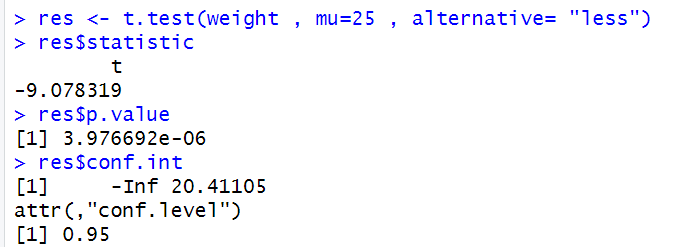 > res <- t.test(weight , mu=25 , alternative= "less")
> res$statistic
        t
-9.078319
> res$p.value
[1] 3.976692e-06
> res$conf.int
[1]     -Inf 20.41105
attr(,"conf.level")
[1] 0.95